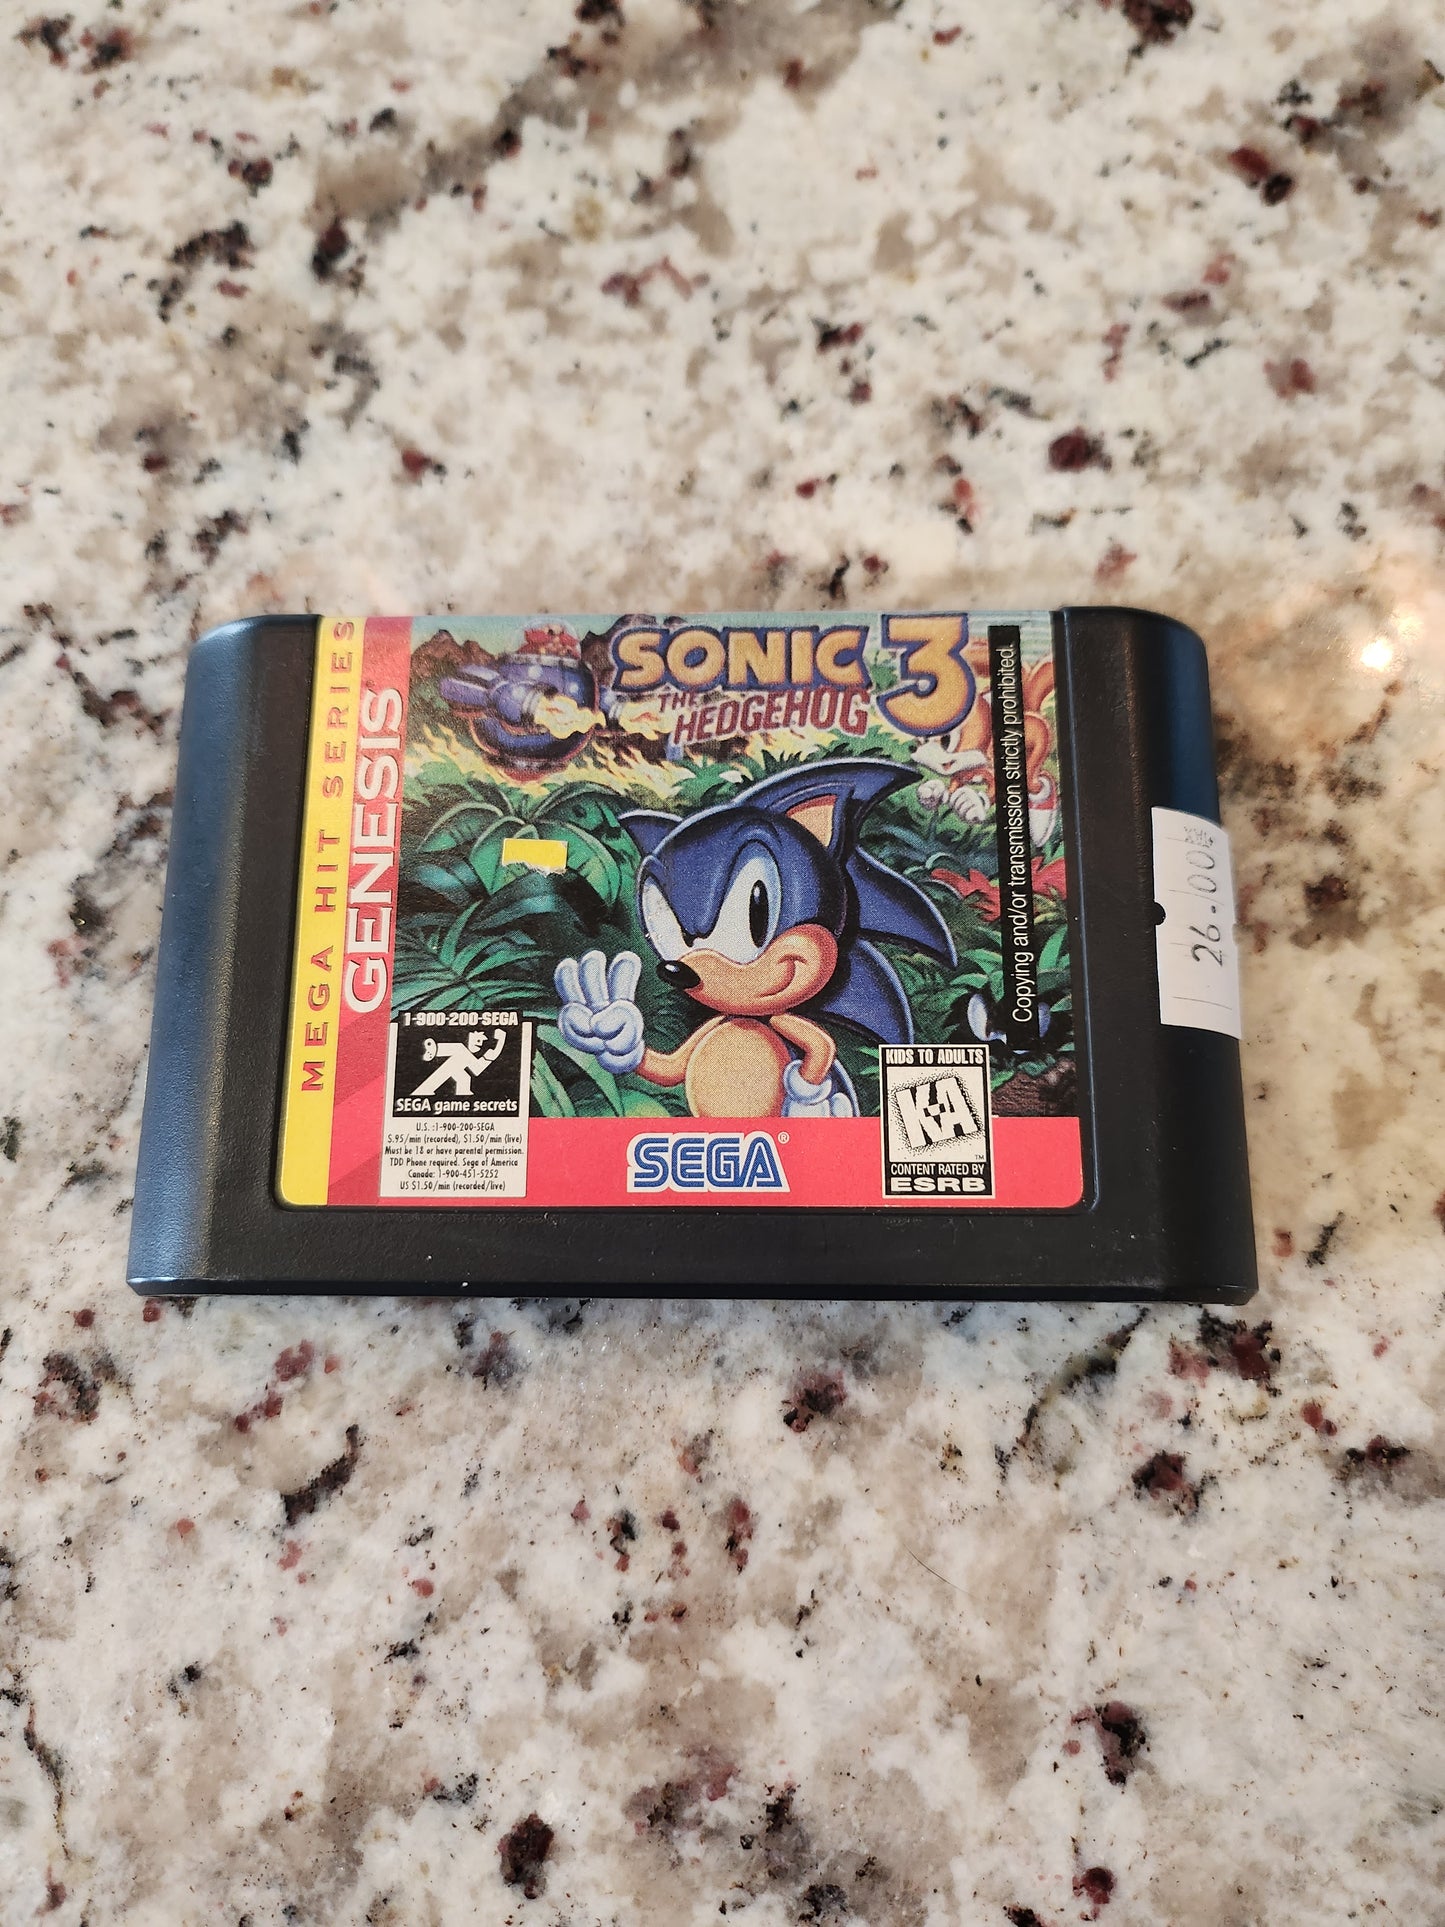 MEGA HIT SERIES
GENESIS
SONIC 3
THE
HEDGEHOG
Copying and/or transmission strictly prohibited.
1-900-200-SEGA
SEGA game secrets
U.S. :1-900-200-SEGA
$.95/min (recorded), $1.50/min (live)
Must be 18 or have parental permission.
TDD Phone required. Sega of America
Canada: 1-900-451-5252
US $1.50/min (recorded/live)
SEGA®
KIDS TO ADULTS
K-A
TM
CONTENT RATED BY
ESRB